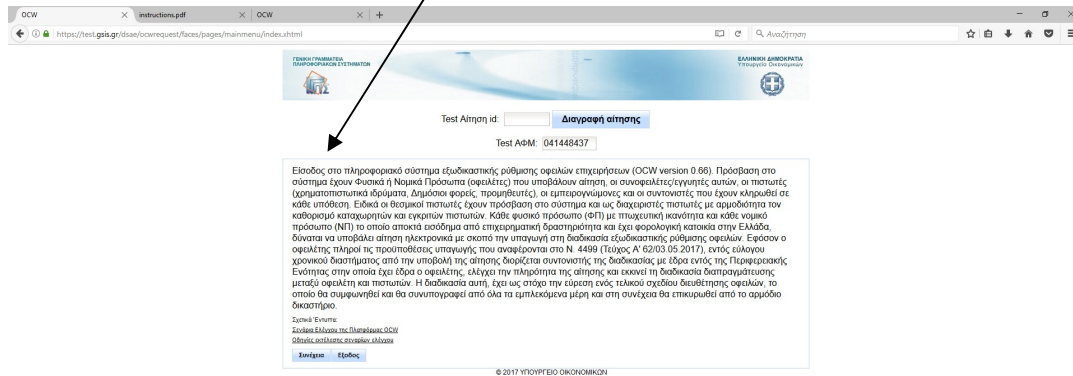 OCW
instructions.pdf
OCW
https://test.gsis.gr/dsae/ocwrequest/faces/pages/mainmenu/index.xhtml
Αναζήτηση
ΓΕΝΙΚΗ ΓΡΑΜΜΑΤΕΙΑ
ΠΛΗΡΟΦΟΡΙΑΚΩΝ ΣΥΣΤΗΜΑΤΩΝ
ΕΛΛΗΝΙΚΗ ΔΗΜΟΚΡΑΤΙΑ
Υπουργείο Οικονομικών
Test Αίτηση id:
Διαγραφή αίτησης
Test ΑΦΜ: 041448437
Είσοδος στο πληροφοριακό σύστημα εξωδικαστικής ρύθμισης οφειλών επιχειρήσεων (OCW version 0.66). Πρόσβαση στο
σύστημα έχουν Φυσικά ή Νομικά Πρόσωπα (οφειλέτες) που υποβάλουν αίτηση, οι συνοφειλέτες/εγγυητές αυτών, οι πιστωτές
(χρηματοπιστωτικά ιδρύματα, Δημόσιοι φορείς, προμηθευτές), οι εμπειρογνώμονες και οι συντονιστές που έχουν κληρωθεί σε
κάθε υπόθεση. Ειδικά οι θεσμικοί πιστωτές έχουν πρόσβαση στο σύστημα και ως διαχειριστές πιστωτές με αρμοδιότητα τον
καθορισμό καταχωρητών και εγκριτών πιστωτών. Κάθε φυσικό πρόσωπο (ΦΠ) με πτωχευτική ικανότητα και κάθε νομικό
πρόσωπο (ΝΠ) το οποίο αποκτά εισόδημα από επιχειρηματική δραστηριότητα και έχει φορολογική κατοικία στην Ελλάδα,
δύναται να υποβάλει αίτηση ηλεκτρονικά με σκοπό την υπαγωγή στη διαδικασία εξωδικαστικής ρύθμισης οφειλών. Εφόσον ο
οφειλέτης πληροί τις προϋποθέσεις υπαγωγής που αναφέρονται στο Ν. 4499 (Τεύχος Α' 62/03.05.2017), εντός εύλογου
χρονικού διαστήματος από την υποβολή της αίτησης διορίζεται συντονιστής της διαδικασίας με έδρα εντός της Περιφερειακής
Ενότητας στην οποία έχει έδρα ο οφειλέτης, ελέγχει την πληρότητα της αίτησης και εκκινεί τη διαδικασία διαπραγμάτευσης
μεταξύ οφειλέτη και πιστωτών. Η διαδικασία αυτή, έχει ως στόχο την εύρεση ενός τελικού σχεδίου διευθέτησης οφειλών, το
οποίο θα συμφωνηθεί και θα συνυπογραφεί από όλα τα εμπλεκόμενα μέρη και στη συνέχεια θα επικυρωθεί από το αρμόδιο
δικαστήριο.
Σχετικά Έντυπα:
Σενάρια Ελέγχου της Πλατφόρμας OCW
Οδηγίες εκτέλεσης σεναρίων ελέγχου
Συνέχεια Εξοδος
© 2017 ΥΠΟΥΡΓΕΙΟ ΟΙΚΟΝΟΜΙΚΩΝ